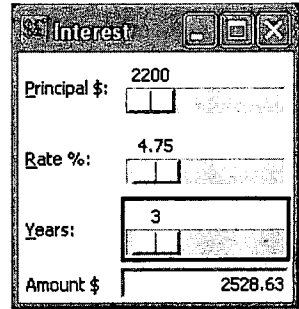 Interest
2200
Principal $:
4.75
Rate %:
3
Years:
Amount $ 2528.63